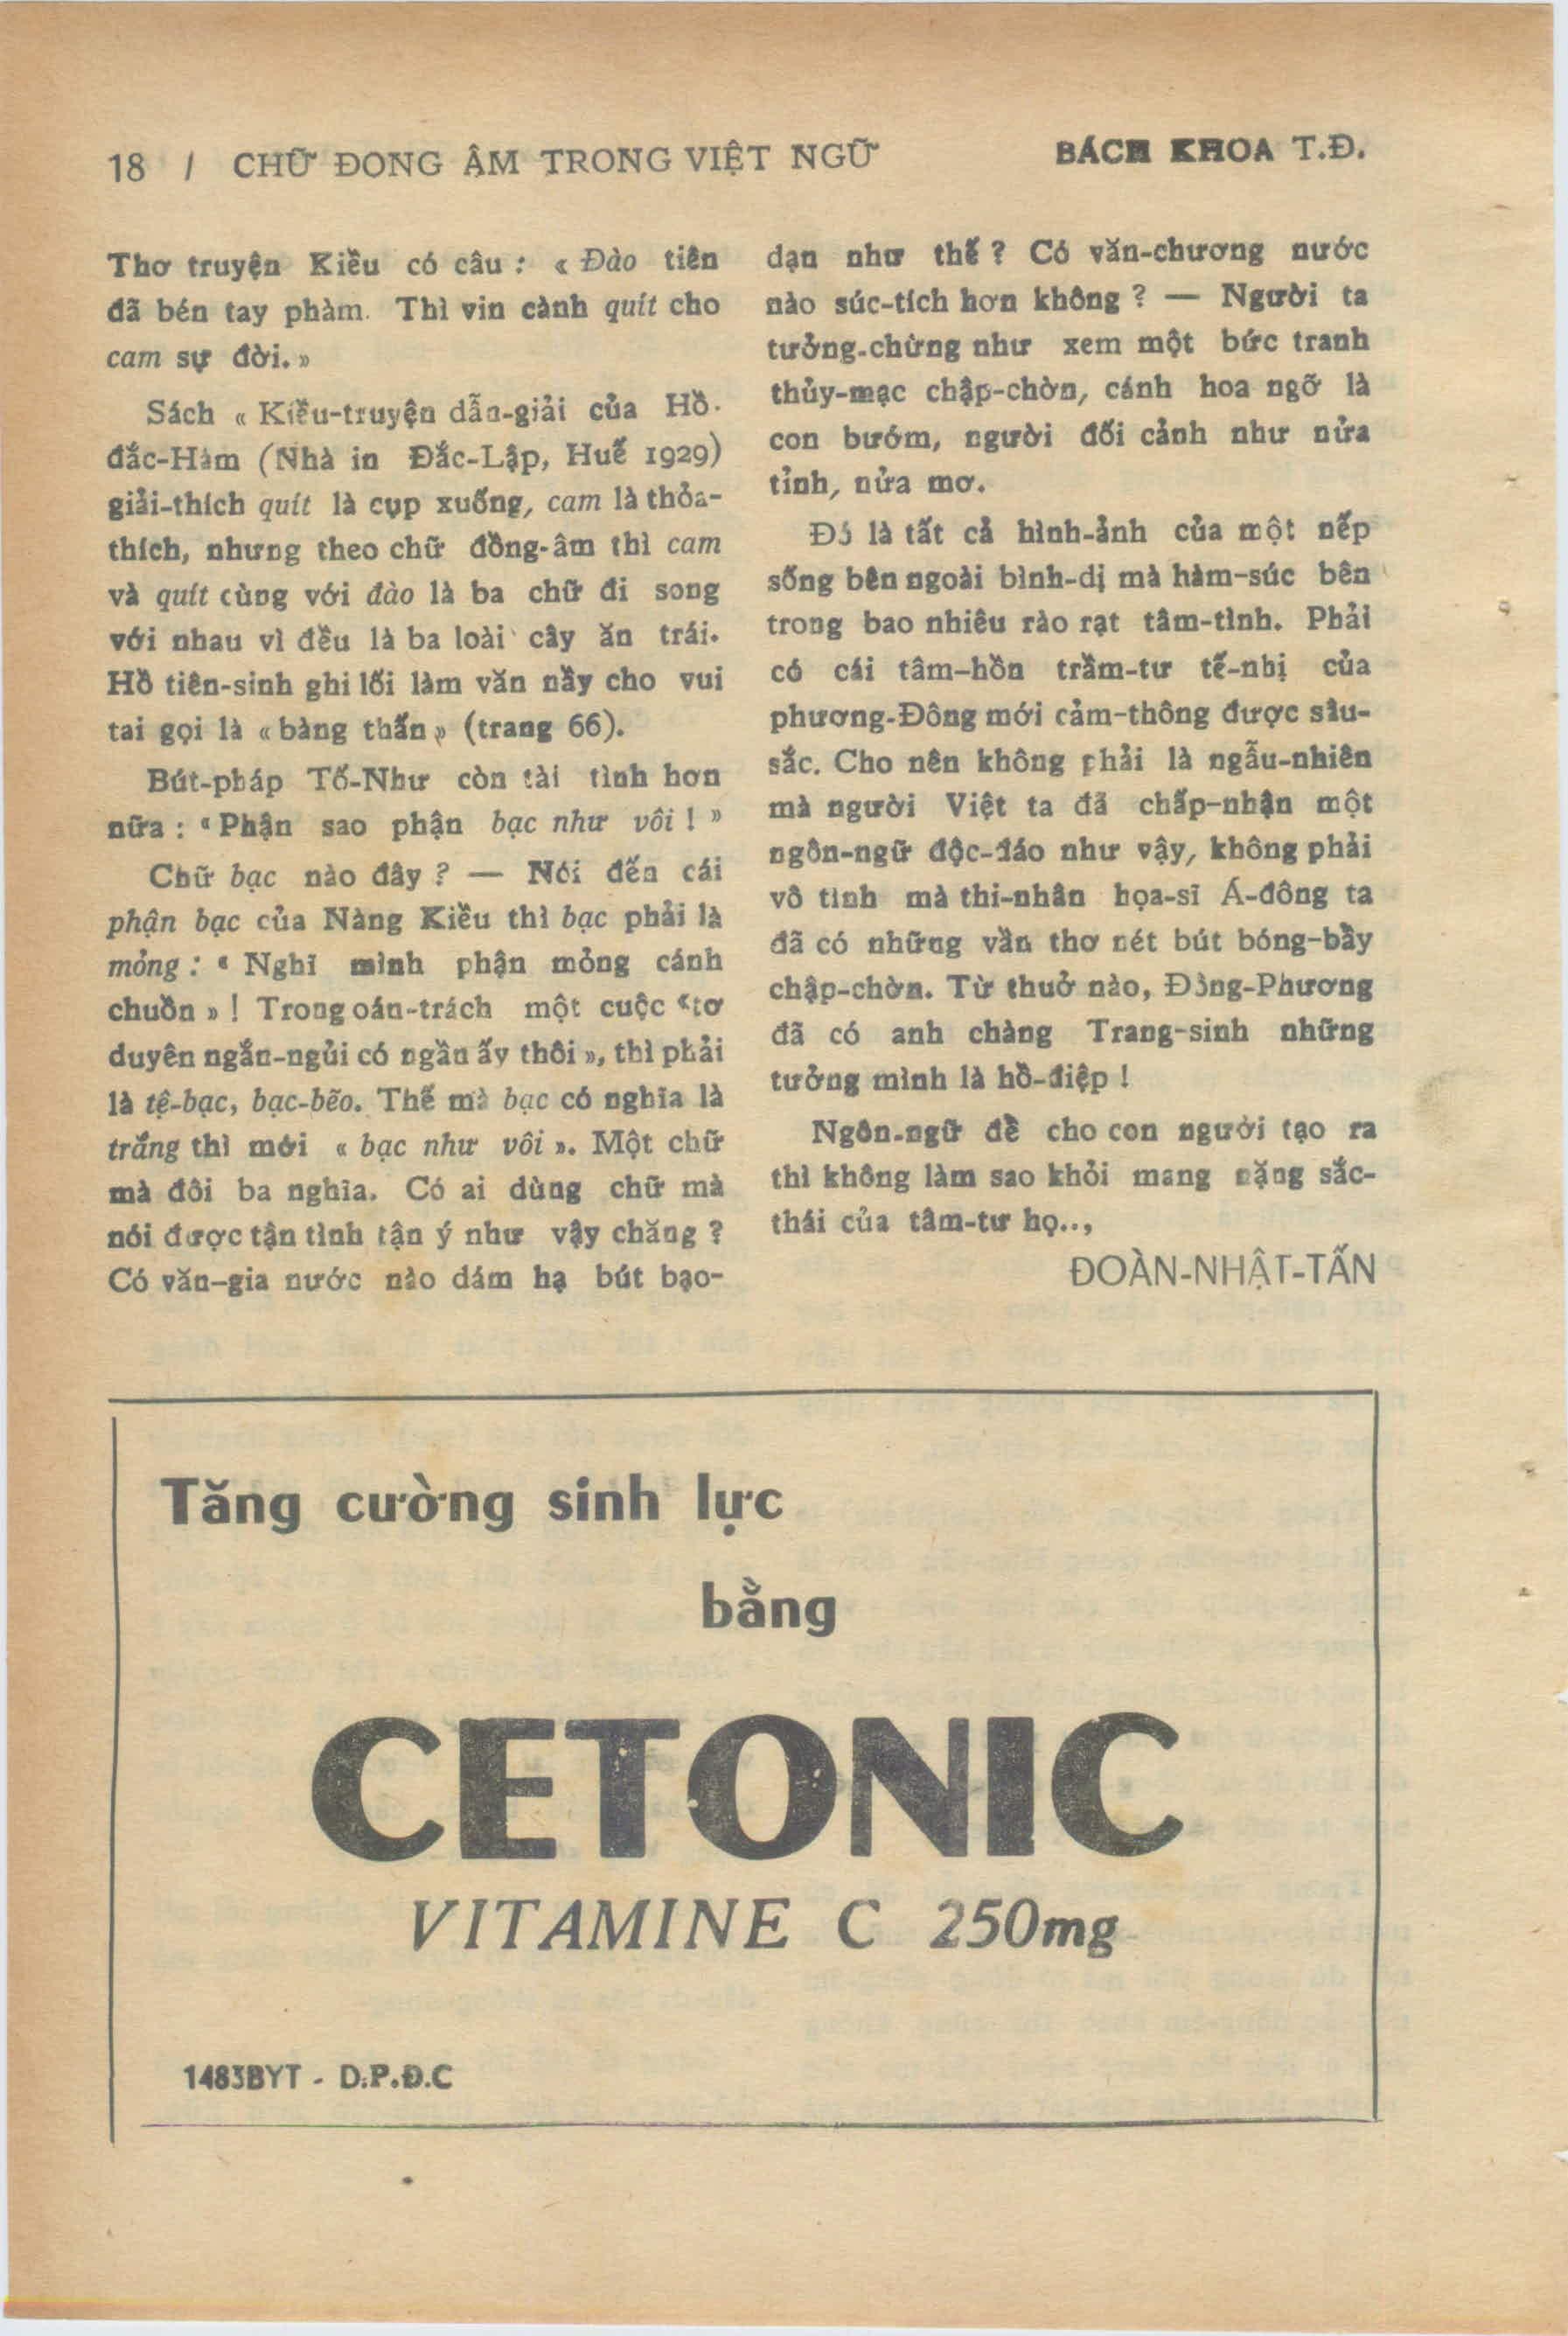 18 / CHỮ ĐONG ÂM TRONG VIỆT NGỮ
BÁCH KHOA T.Đ.
Thơ truyện Kiều có câu : « Đào tiên
đã bén tay phàm. Thì vin cành quít cho
cam sự đời. »
Sách « Kiều-truyện dẫn-giải của Hồ-
đắc-Hàm (Nhà in Đắc-Lập, Huế 1929)
giải-thích quít là cụp xuống, cam là thỏa-
thích, nhưng theo chữ đồng-âm thì cam
và quít cùng với đào là ba chữ đi song
với nhau vì đều là ba loài cây ăn trái.
Hồ tiên-sinh ghi lối làm văn nầy cho vui
tai gọi là « bàng thấn » (trang 66).
Bút-pháp Tố-Như còn tài tình hơn
nữa : « Phận sao phận bạc như vôi ! »
Chữ bạc nào đây ? — Nói đến cái
phận bạc của Nàng Kiều thì bạc phải là
mỏng : « Nghĩ mình phận mỏng cánh
chuồn » ! Trong oán-trách một cuộc «tơ
duyên ngắn-ngủi có ngần ấy thôi », thì phải
là tệ-bạc, bạc-bẽo. Thế mà bạc có nghĩa là
trắng thì mới « bạc như vôi ». Một chữ
mà đôi ba nghĩa. Có ai dùng chữ mà
nói được tận tình tận ý như vậy chăng ?
Có văn-gia nước nào dám hạ bút bạo-
dạn như thế ? Có văn-chương nước
nào súc-tích hơn không ? — Người ta
tưởng-chừng như xem một bức tranh
thủy-mạc chập-chờn, cánh hoa ngỡ là
con bướm, người đối cảnh như nửa
tỉnh, nửa mơ.
Đó là tất cả hình-ảnh của một nếp
sống bên ngoài bình-dị mà hàm-súc bên
trong bao nhiêu rào rạt tâm-tình. Phải
có cái tâm-hồn trầm-tư tế-nhị của
phương-Đông mới cảm-thông được sâu-
sắc. Cho nên không phải là ngẫu-nhiên
mà người Việt ta đã chấp-nhận một
ngôn-ngữ độc-đáo như vậy, không phải
vô tình mà thi-nhân họa-sĩ Á-đông ta
đã có những vần thơ nét bút bóng-bầy
chập-chờn. Từ thuở nào, Đông-Phương
đã có anh chàng Trang-sinh những
tưởng mình là hồ-điệp !
Ngôn-ngữ để cho con người tạo ra
thì không làm sao khỏi mang nặng sắc-
thái của tâm-tư họ..,
ĐOÀN-NHẬT-TẤN
Tăng cường sinh lực
bằng
CETONIC
VITAMINE C 250mg
1483BYT - D.P.Đ.C